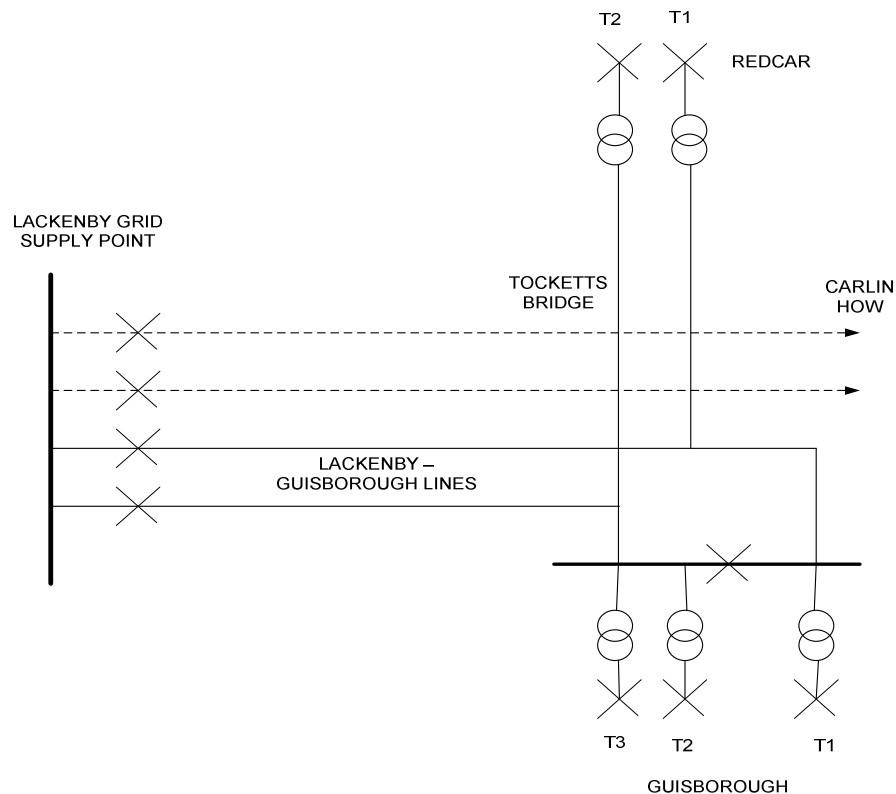 T2
T1
REDCAR
LACKENBY GRID
SUPPLY POINT
TOCKETTS
BRIDGE
CARLIN
HOW
LACKENBY –
GUISBOROUGH LINES
T3
T2
T1
GUISBOROUGH